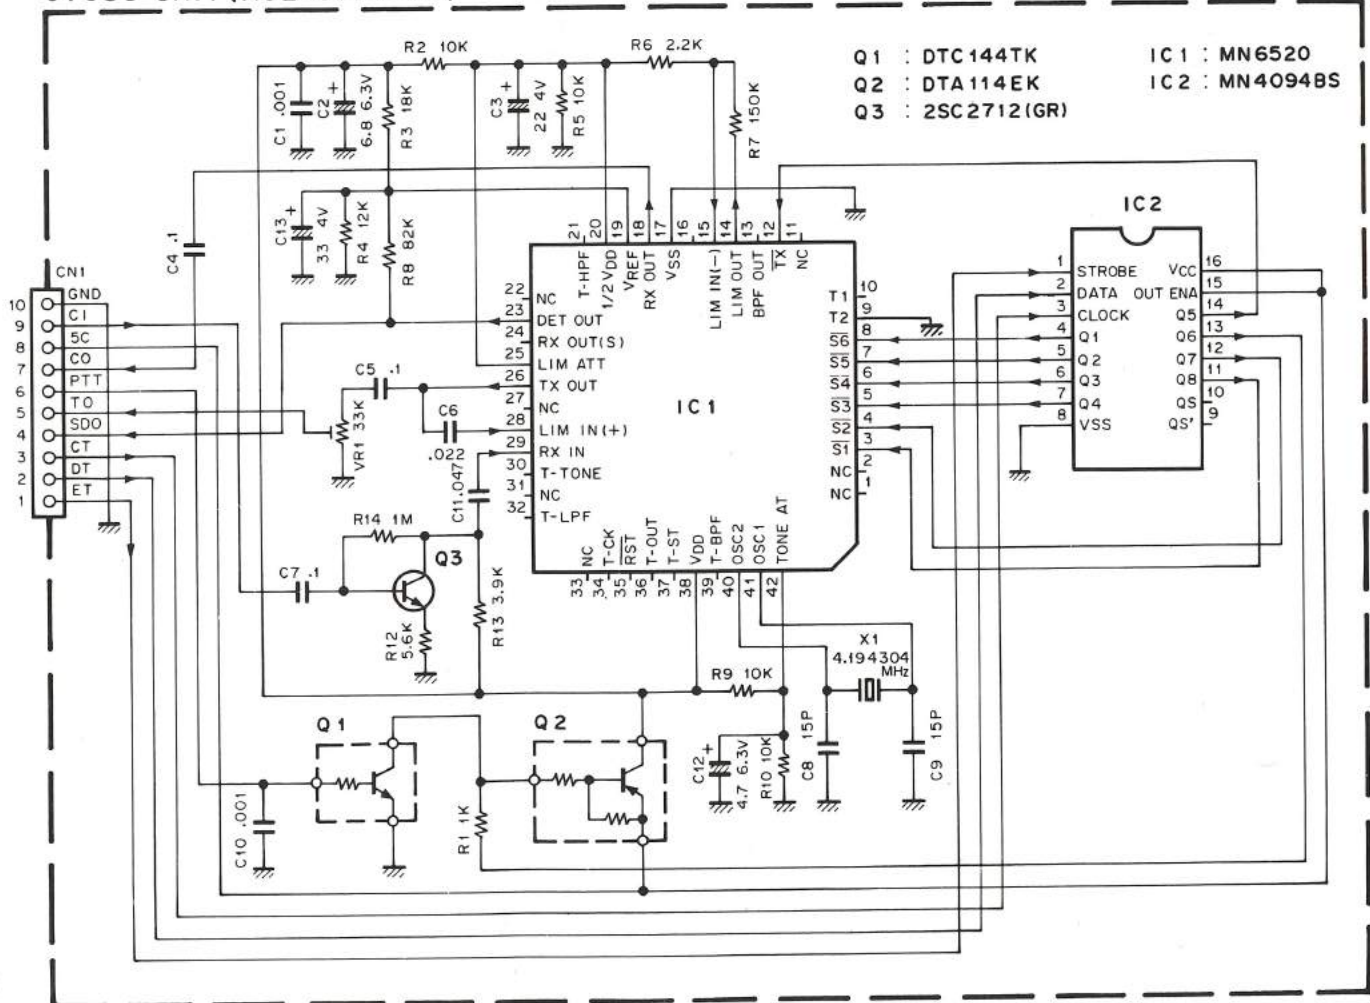 Q1 : DTC144TK
Q2 : DTA114EK
Q3 : 2SC2712(GR)
IC1 : MN6520
IC2 : MN4094BS
R2 10K
R6 2.2K
C1 .001
C2 + 6.8 6.3V
R3 18K
C3 + 22 4V
R5 10K
R7 150K
C4 .1
C13 + 33 4V
R4 12K
R8 82K
CN1
10 GND
9 CI
8 5C
7 CO
6 PTT
5 TO
4 SDO
3 CT
2 DT
1 ET
IC1
21 T-HPF
20 1/2 VDD
19 VREF
18 RX OUT
17 VSS
16
15 LIM IN(-)
14 LIM OUT
13 BPF OUT
12 TX
11 NC
22 NC
23 DET OUT
24 RX OUT(S)
25 LIM ATT
26 TX OUT
27 NC
28 LIM IN(+)
29 RX IN
30 T-TONE
31 NC
32 T-LPF
33 NC
34 T-CK
35 RST
36 T-OUT
37 T-ST
38 VDD
39 T-BPF
40 OSC2
41 OSC1
42 TONE AT
T1 10
T2 9
S6 8
S5 7
S4 6
S3 5
S2 4
S1 3
NC 2
NC 1
IC2
1 STROBE
2 DATA
3 CLOCK
4 Q1
5 Q2
6 Q3
7 Q4
8 VSS
VCC 16
OUT ENA 15
Q5 14
Q6 13
Q7 12
Q8 11
QS 10
QS' 9
C5 .1
VR1 33K
C6 .022
C11 .047
R14 1M
Q3
C7 .1
R12 5.6K
R13 3.9K
Q1
C10 .001
R1 1K
Q2
R9 10K
C12 + 4.7 6.3V
R10 10K
X1
4.194304
MHz
C8 15P
C9 15P